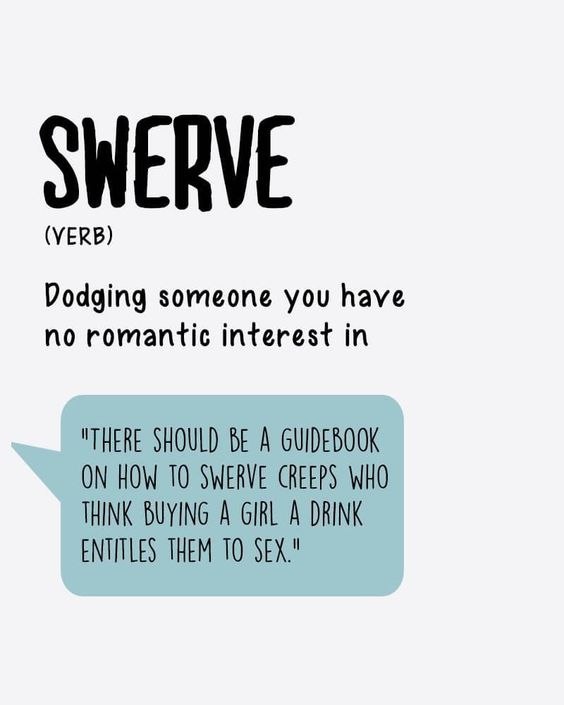 SWERVE
(VERB)
Dodging someone you have
no romantic interest in
"THERE SHOULD BE A GUIDEBOOK
ON HOW TO SWERVE CREEPS WHO
THINK BUYING A GIRL A DRINK
ENTITLES THEM TO SEX."